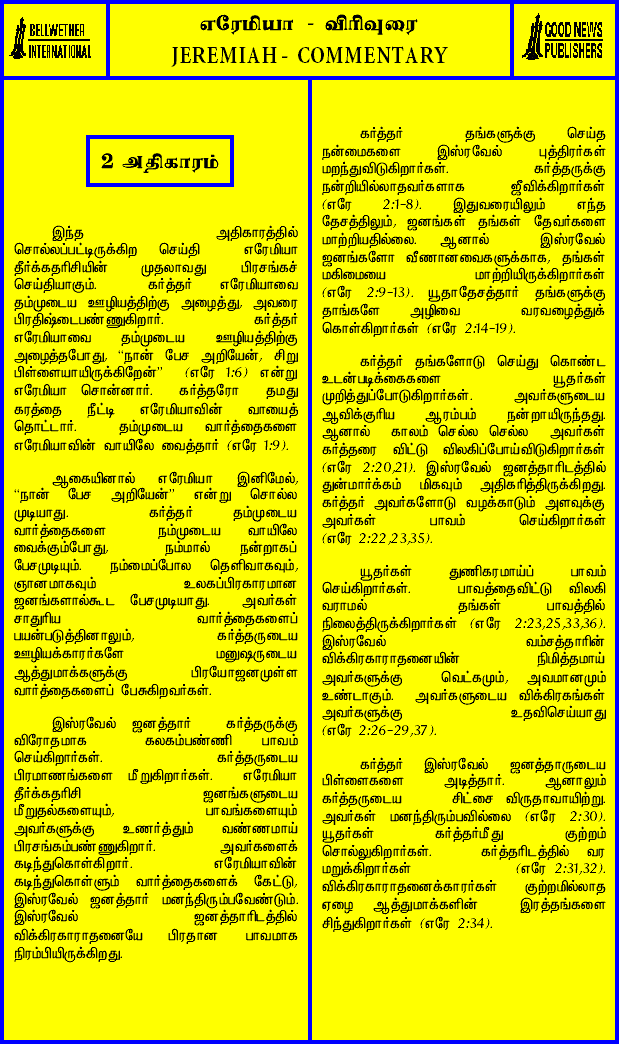 BELLWETHER
INTERNATIONAL
எரேமியா - விரிவுரை
JEREMIAH - COMMENTARY
GOOD NEWS
PUBLISHERS
2 அதிகாரம்
இந்த அதிகாரத்தில்
சொல்லப்பட்டிருக்கிற செய்தி எரேமியா
தீர்க்கதரிசியின் முதலாவது பிரசங்கச்
செய்தியாகும். கர்த்தர் எரேமியாவை
தம்முடைய ஊழியத்திற்கு அழைத்து, அவரை
பிரதிஷ்டைபண்ணுகிறார். கர்த்தர்
எரேமியாவை தம்முடைய ஊழியத்திற்கு
அழைத்தபோது, “நான் பேச அறியேன், சிறு
பிள்ளையாயிருக்கிறேன்” (எரே 1:6) என்று
எரேமியா சொன்னார். கர்த்தரோ தமது
கரத்தை நீட்டி எரேமியாவின் வாயைத்
தொட்டார். தம்முடைய வார்த்தைகளை
எரேமியாவின் வாயிலே வைத்தார் (எரே 1:9).
ஆகையினால் எரேமியா இனிமேல்,
“நான் பேச அறியேன்” என்று சொல்ல
முடியாது. கர்த்தர் தம்முடைய
வார்த்தைகளை நம்முடைய வாயிலே
வைக்கும்போது, நம்மால் நன்றாகப்
பேசமுடியும். நம்மைப்போல தெளிவாகவும்,
ஞானமாகவும் உலகப்பிரகாரமான
ஜனங்களால்கூட பேசமுடியாது. அவர்கள்
சாதுரிய வார்த்தைகளைப்
பயன்படுத்தினாலும், கர்த்தருடைய
ஊழியக்காரர்களே மனுஷருடைய
ஆத்துமாக்களுக்கு பிரயோஜனமுள்ள
வார்த்தைகளைப் பேசுகிறவர்கள்.
இஸ்ரவேல் ஜனத்தார் கர்த்தருக்கு
விரோதமாக கலகம்பண்ணி பாவம்
செய்கிறார்கள். கர்த்தருடைய
பிரமாணங்களை மீறுகிறார்கள். எரேமியா
தீர்க்கதரிசி ஜனங்களுடைய
மீறுதல்களையும், பாவங்களையும்
அவர்களுக்கு உணர்த்தும் வண்ணமாய்
பிரசங்கம்பண்ணுகிறார். அவர்களைக்
கடிந்துகொள்கிறார். எரேமியாவின்
கடிந்துகொள்ளும் வார்த்தைகளைக் கேட்டு,
இஸ்ரவேல் ஜனத்தார் மனந்திரும்பவேண்டும்.
இஸ்ரவேல் ஜனத்தாரிடத்தில்
விக்கிரகாராதனையே பிரதான பாவமாக
நிரம்பியிருக்கிறது.
கர்த்தர் தங்களுக்கு செய்த
நன்மைகளை இஸ்ரவேல் புத்திரர்கள்
மறந்துவிடுகிறார்கள். கர்த்தருக்கு
நன்றியில்லாதவர்களாக ஜீவிக்கிறார்கள்
(எரே 2:1-8). இதுவரையிலும் எந்த
தேசத்திலும், ஜனங்கள் தங்கள் தேவர்களை
மாற்றியதில்லை. ஆனால் இஸ்ரவேல்
ஜனங்களோ வீணானவைகளுக்காக, தங்கள்
மகிமையை மாற்றியிருக்கிறார்கள்
(எரே 2:9-13). யூதாதேசத்தார் தங்களுக்கு
தாங்களே அழிவை வரவழைத்துக்
கொள்கிறார்கள் (எரே 2:14-19).
கர்த்தர் தங்களோடு செய்து கொண்ட
உடன்படிக்கைகளை யூதர்கள்
முறித்துப்போடுகிறார்கள். அவர்களுடைய
ஆவிக்குரிய ஆரம்பம் நன்றாயிருந்தது.
ஆனால் காலம் செல்ல செல்ல அவர்கள்
கர்த்தரை விட்டு விலகிப்போய்விடுகிறார்கள்
(எரே 2:20,21). இஸ்ரவேல் ஜனத்தாரிடத்தில்
துன்மார்க்கம் மிகவும் அதிகரித்திருக்கிறது.
கர்த்தர் அவர்களோடு வழக்காடும் அளவுக்கு
அவர்கள் பாவம் செய்கிறார்கள்
(எரே 2:22,23,35).
யூதர்கள் துணிகரமாய்ப் பாவம்
செய்கிறார்கள். பாவத்தைவிட்டு விலகி
வராமல் தங்கள் பாவத்தில்
நிலைத்திருக்கிறார்கள் (எரே 2:23,25,33,36).
இஸ்ரவேல் வம்சத்தாரின்
விக்கிரகாராதனையின் நிமித்தமாய்
அவர்களுக்கு வெட்கமும், அவமானமும்
உண்டாகும். அவர்களுடைய விக்கிரகங்கள்
அவர்களுக்கு உதவிசெய்யாது
(எரே 2:26-29,37).
கர்த்தர் இஸ்ரவேல் ஜனத்தாருடைய
பிள்ளைகளை அடித்தார். ஆனாலும்
கர்த்தருடைய சிட்சை விருதாவாயிற்று.
அவர்கள் மனந்திரும்பவில்லை (எரே 2:30).
யூதர்கள் கர்த்தர்மீது குற்றம்
சொல்லுகிறார்கள். கர்த்தரிடத்தில் வர
மறுக்கிறார்கள் (எரே 2:31,32).
விக்கிரகாராதனைக்காரர்கள் குற்றமில்லாத
ஏழை ஆத்துமாக்களின் இரத்தங்களை
சிந்துகிறார்கள் (எரே 2:34).